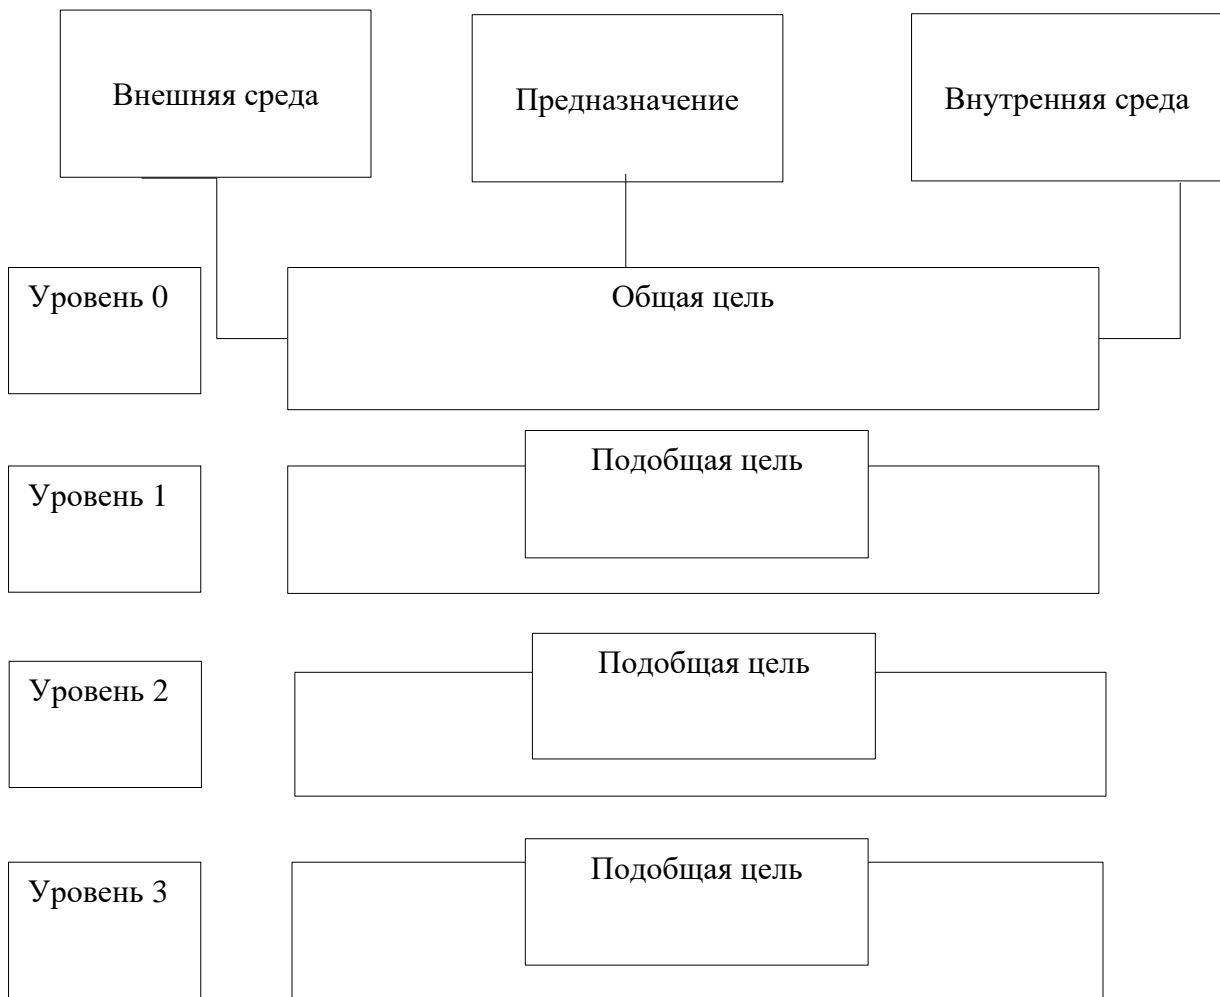 Внешняя среда
Предназначение
Внутренняя среда
Уровень 0
Общая цель
Уровень 1
Подобщая цель
Уровень 2
Подобщая цель
Уровень 3
Подобщая цель